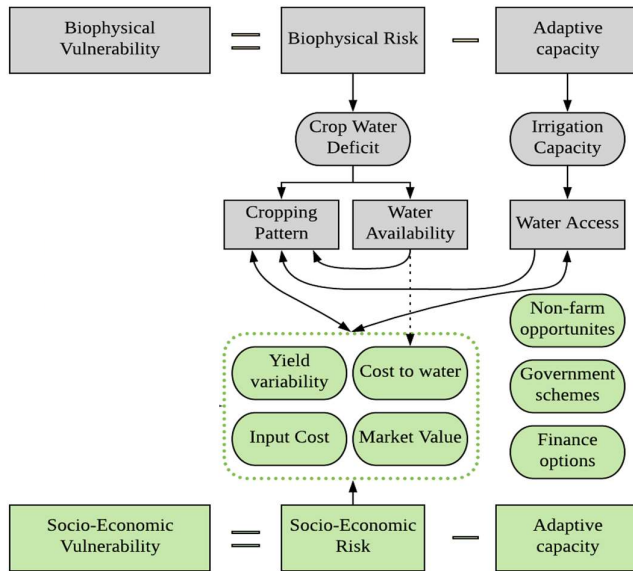 Biophysical
Vulnerability
=
Biophysical Risk
–
Adaptive
capacity
Crop Water
Deficit
Irrigation
Capacity
Cropping
Pattern
Water
Availability
Water Access
Non-farm
opportunites
Yield
variability
Cost to water
Government
schemes
Input Cost
Market Value
Finance
options
Socio-Economic
Vulnerability
=
Socio-Economic
Risk
–
Adaptive
capacity